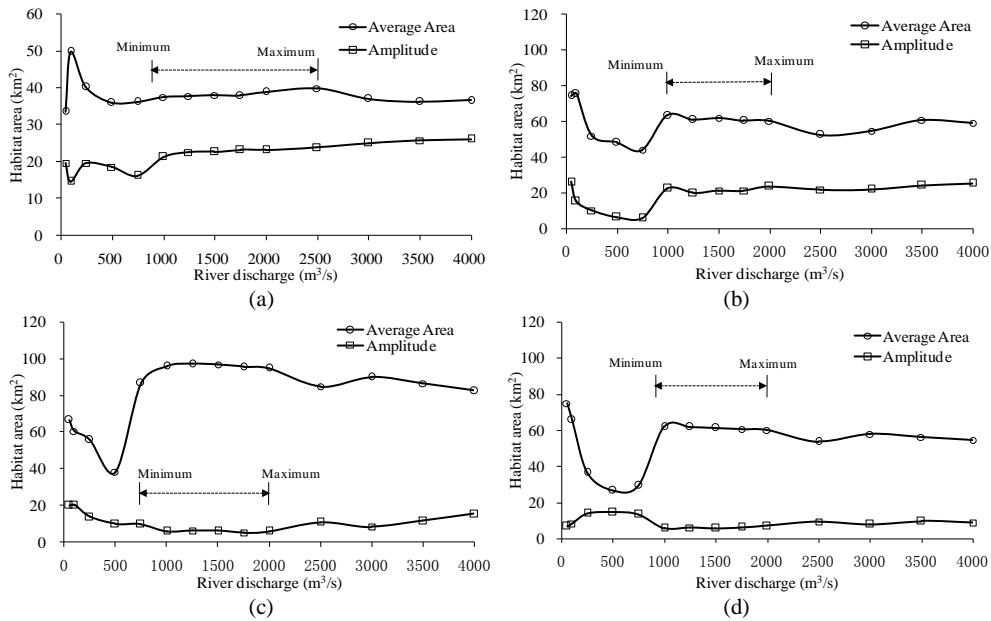 (a)
60
50
40
30
20
10
0
Habitat area (km²)
Average Area
Amplitude
Minimum
Maximum
0 500 1000 1500 2000 2500 3000 3500 4000
River discharge (m³/s)
(a)
(b)
120
100
80
60
40
20
0
Habitat area (km²)
Average Area
Amplitude
Minimum
Maximum
0 500 1000 1500 2000 2500 3000 3500 4000
River discharge (m³/s)
(b)
(c)
120
100
80
60
40
20
0
Habitat area (km²)
Average Area
Amplitude
Minimum
Maximum
0 500 1000 1500 2000 2500 3000 3500 4000
River discharge (m³/s)
(c)
(d)
120
100
80
60
40
20
0
Habitat area (km²)
Average Area
Amplitude
Minimum
Maximum
0 500 1000 1500 2000 2500 3000 3500 4000
River discharge (m³/s)
(d)